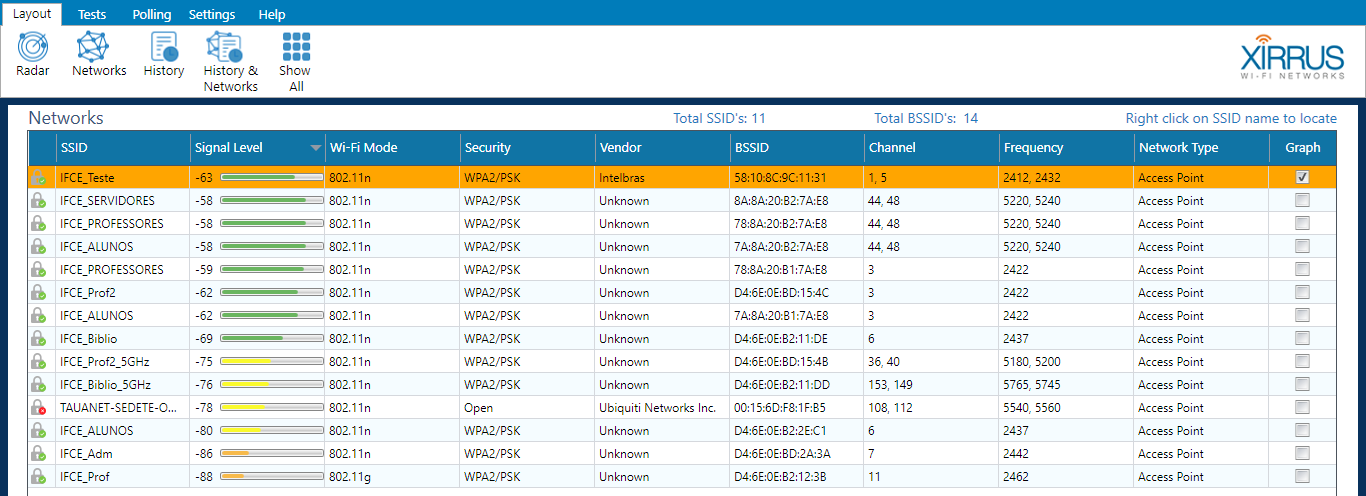 Layout Tests Polling Settings Help
Radar Networks History History & Networks Show All
XIRRUS
WI-FI NETWORKS
Networks Total SSID's: 11 Total BSSID's: 14 Right click on SSID name to locate
SSID Signal Level Wi-Fi Mode Security Vendor BSSID Channel Frequency Network Type Graph
IFCE_Teste -63 802.11n WPA2/PSK Intelbras 58:10:8C:9C:11:31 1, 5 2412, 2432 Access Point
IFCE_SERVIDORES -58 802.11n WPA2/PSK Unknown 8A:8A:20:B2:7A:E8 44, 48 5220, 5240 Access Point
IFCE_PROFESSORES -58 802.11n WPA2/PSK Unknown 78:8A:20:B2:7A:E8 44, 48 5220, 5240 Access Point
IFCE_ALUNOS -58 802.11n WPA2/PSK Unknown 7A:8A:20:B2:7A:E8 44, 48 5220, 5240 Access Point
IFCE_PROFESSORES -59 802.11n WPA2/PSK Unknown 78:8A:20:B1:7A:E8 3 2422 Access Point
IFCE_Prof2 -62 802.11n WPA2/PSK Unknown D4:6E:0E:BD:15:4C 3 2422 Access Point
IFCE_ALUNOS -62 802.11n WPA2/PSK Unknown 7A:8A:20:B1:7A:E8 3 2422 Access Point
IFCE_Biblio -69 802.11n WPA2/PSK Unknown D4:6E:0E:B2:11:DE 6 2437 Access Point
IFCE_Prof2_5GHz -75 802.11n WPA2/PSK Unknown D4:6E:0E:BD:15:4B 36, 40 5180, 5200 Access Point
IFCE_Biblio_5GHz -76 802.11n WPA2/PSK Unknown D4:6E:0E:B2:11:DD 153, 149 5765, 5745 Access Point
TAUANET-SEDETE-O... -78 802.11n Open Ubiquiti Networks Inc. 00:15:6D:F8:1F:B5 108, 112 5540, 5560 Access Point
IFCE_ALUNOS -80 802.11n WPA2/PSK Unknown D4:6E:0E:B2:2E:C1 6 2437 Access Point
IFCE_Adm -86 802.11n WPA2/PSK Unknown D4:6E:0E:BD:2A:3A 7 2442 Access Point
IFCE_Prof -88 802.11g WPA2/PSK Unknown D4:6E:0E:B2:12:3B 11 2462 Access Point